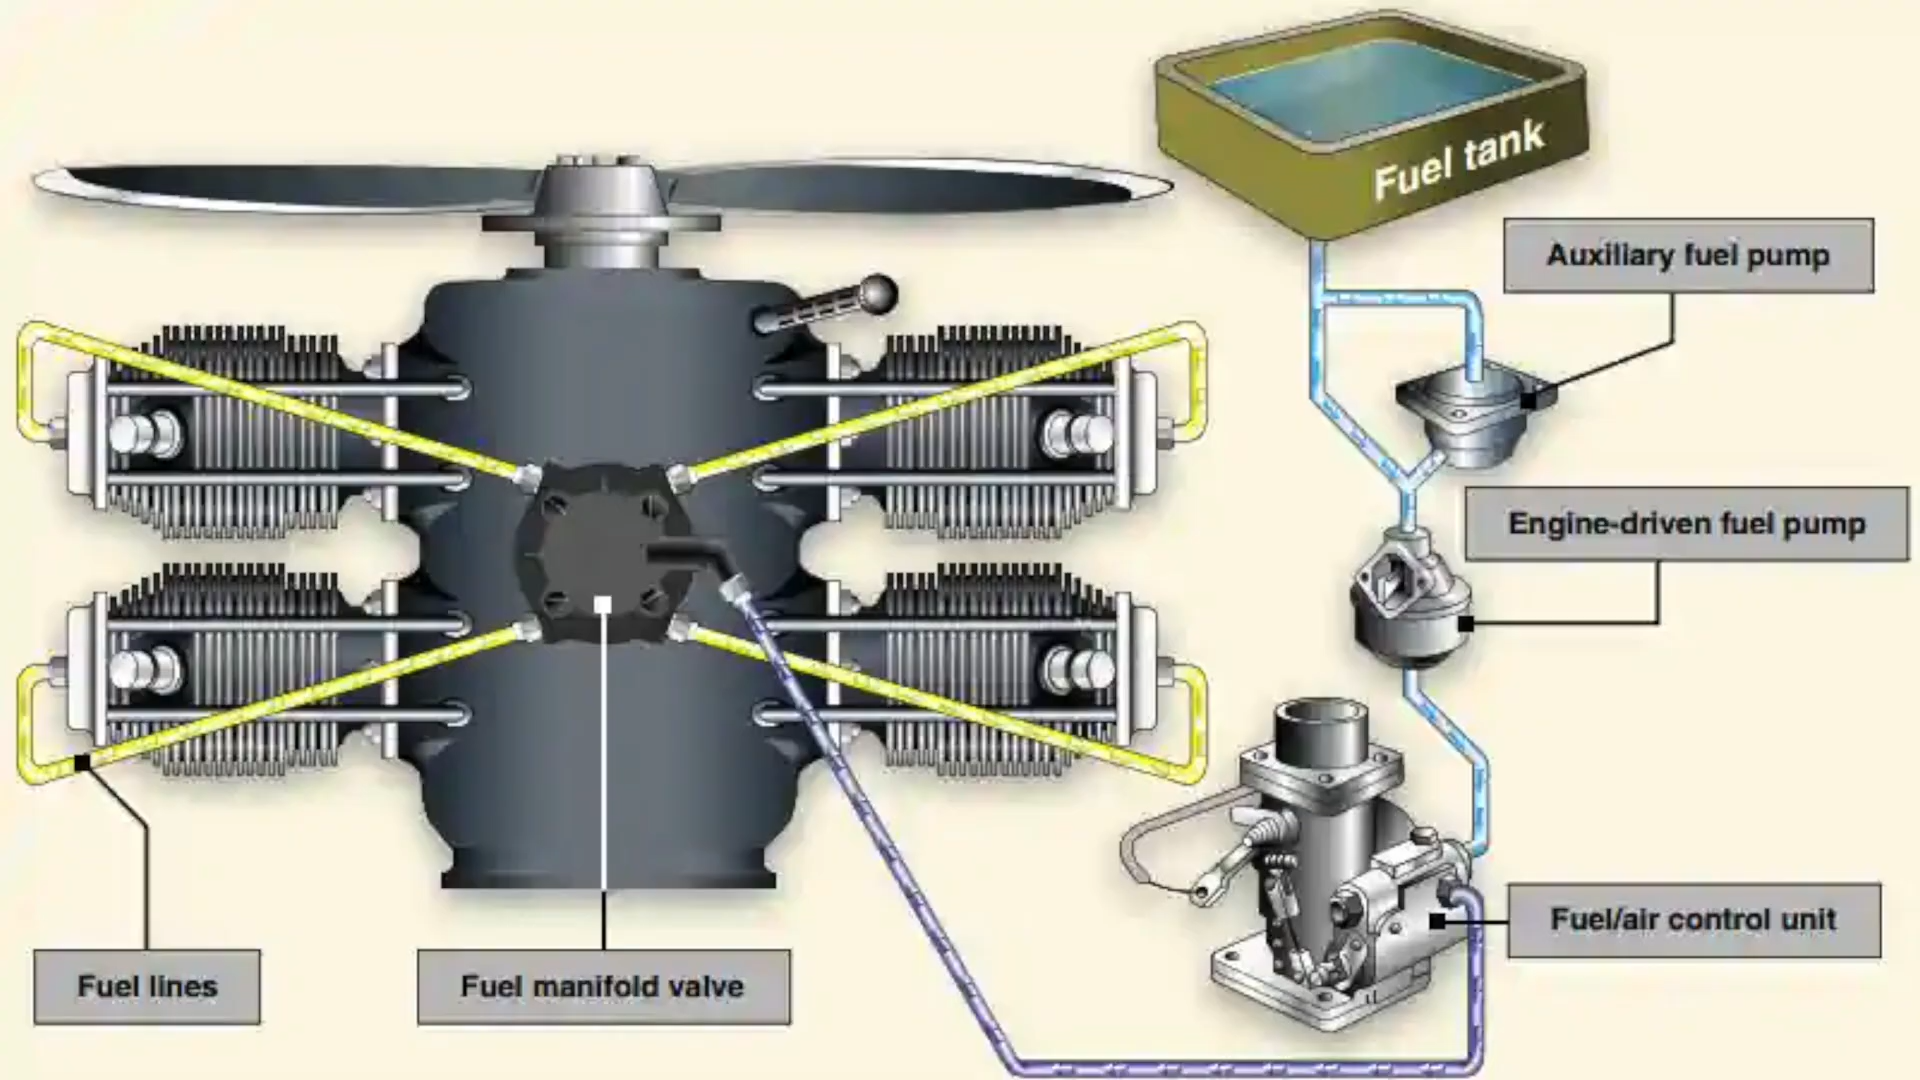 Fuel tank
Auxiliary fuel pump
Engine-driven fuel pump
Fuel/air control unit
Fuel lines
Fuel manifold valve